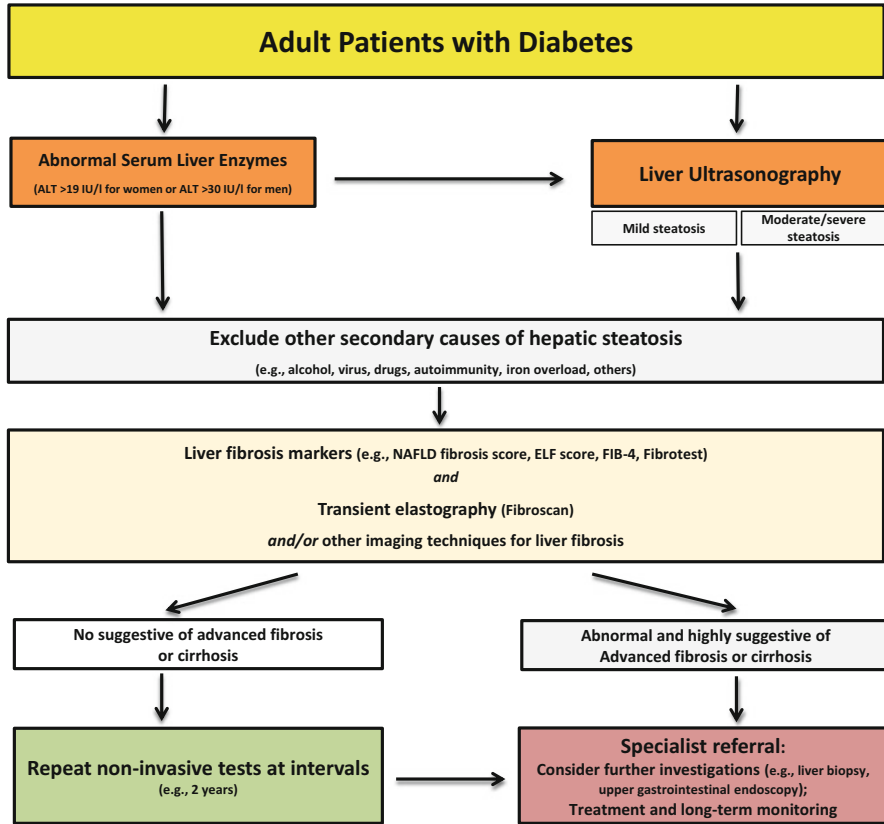 Adult Patients with Diabetes
Abnormal Serum Liver Enzymes
(ALT >19 IU/l for women or ALT >30 IU/l for men)
Liver Ultrasonography
Mild steatosis
Moderate/severe
steatosis
Exclude other secondary causes of hepatic steatosis
(e.g., alcohol, virus, drugs, autoimmunity, iron overload, others)
Liver fibrosis markers (e.g., NAFLD fibrosis score, ELF score, FIB-4, Fibrotest)
and
Transient elastography (Fibroscan)
and/or other imaging techniques for liver fibrosis
No suggestive of advanced fibrosis
or cirrhosis
Abnormal and highly suggestive of
Advanced fibrosis or cirrhosis
Repeat non-invasive tests at intervals
(e.g., 2 years)
Specialist referral:
Consider further investigations (e.g., liver biopsy,
upper gastrointestinal endoscopy);
Treatment and long-term monitoring